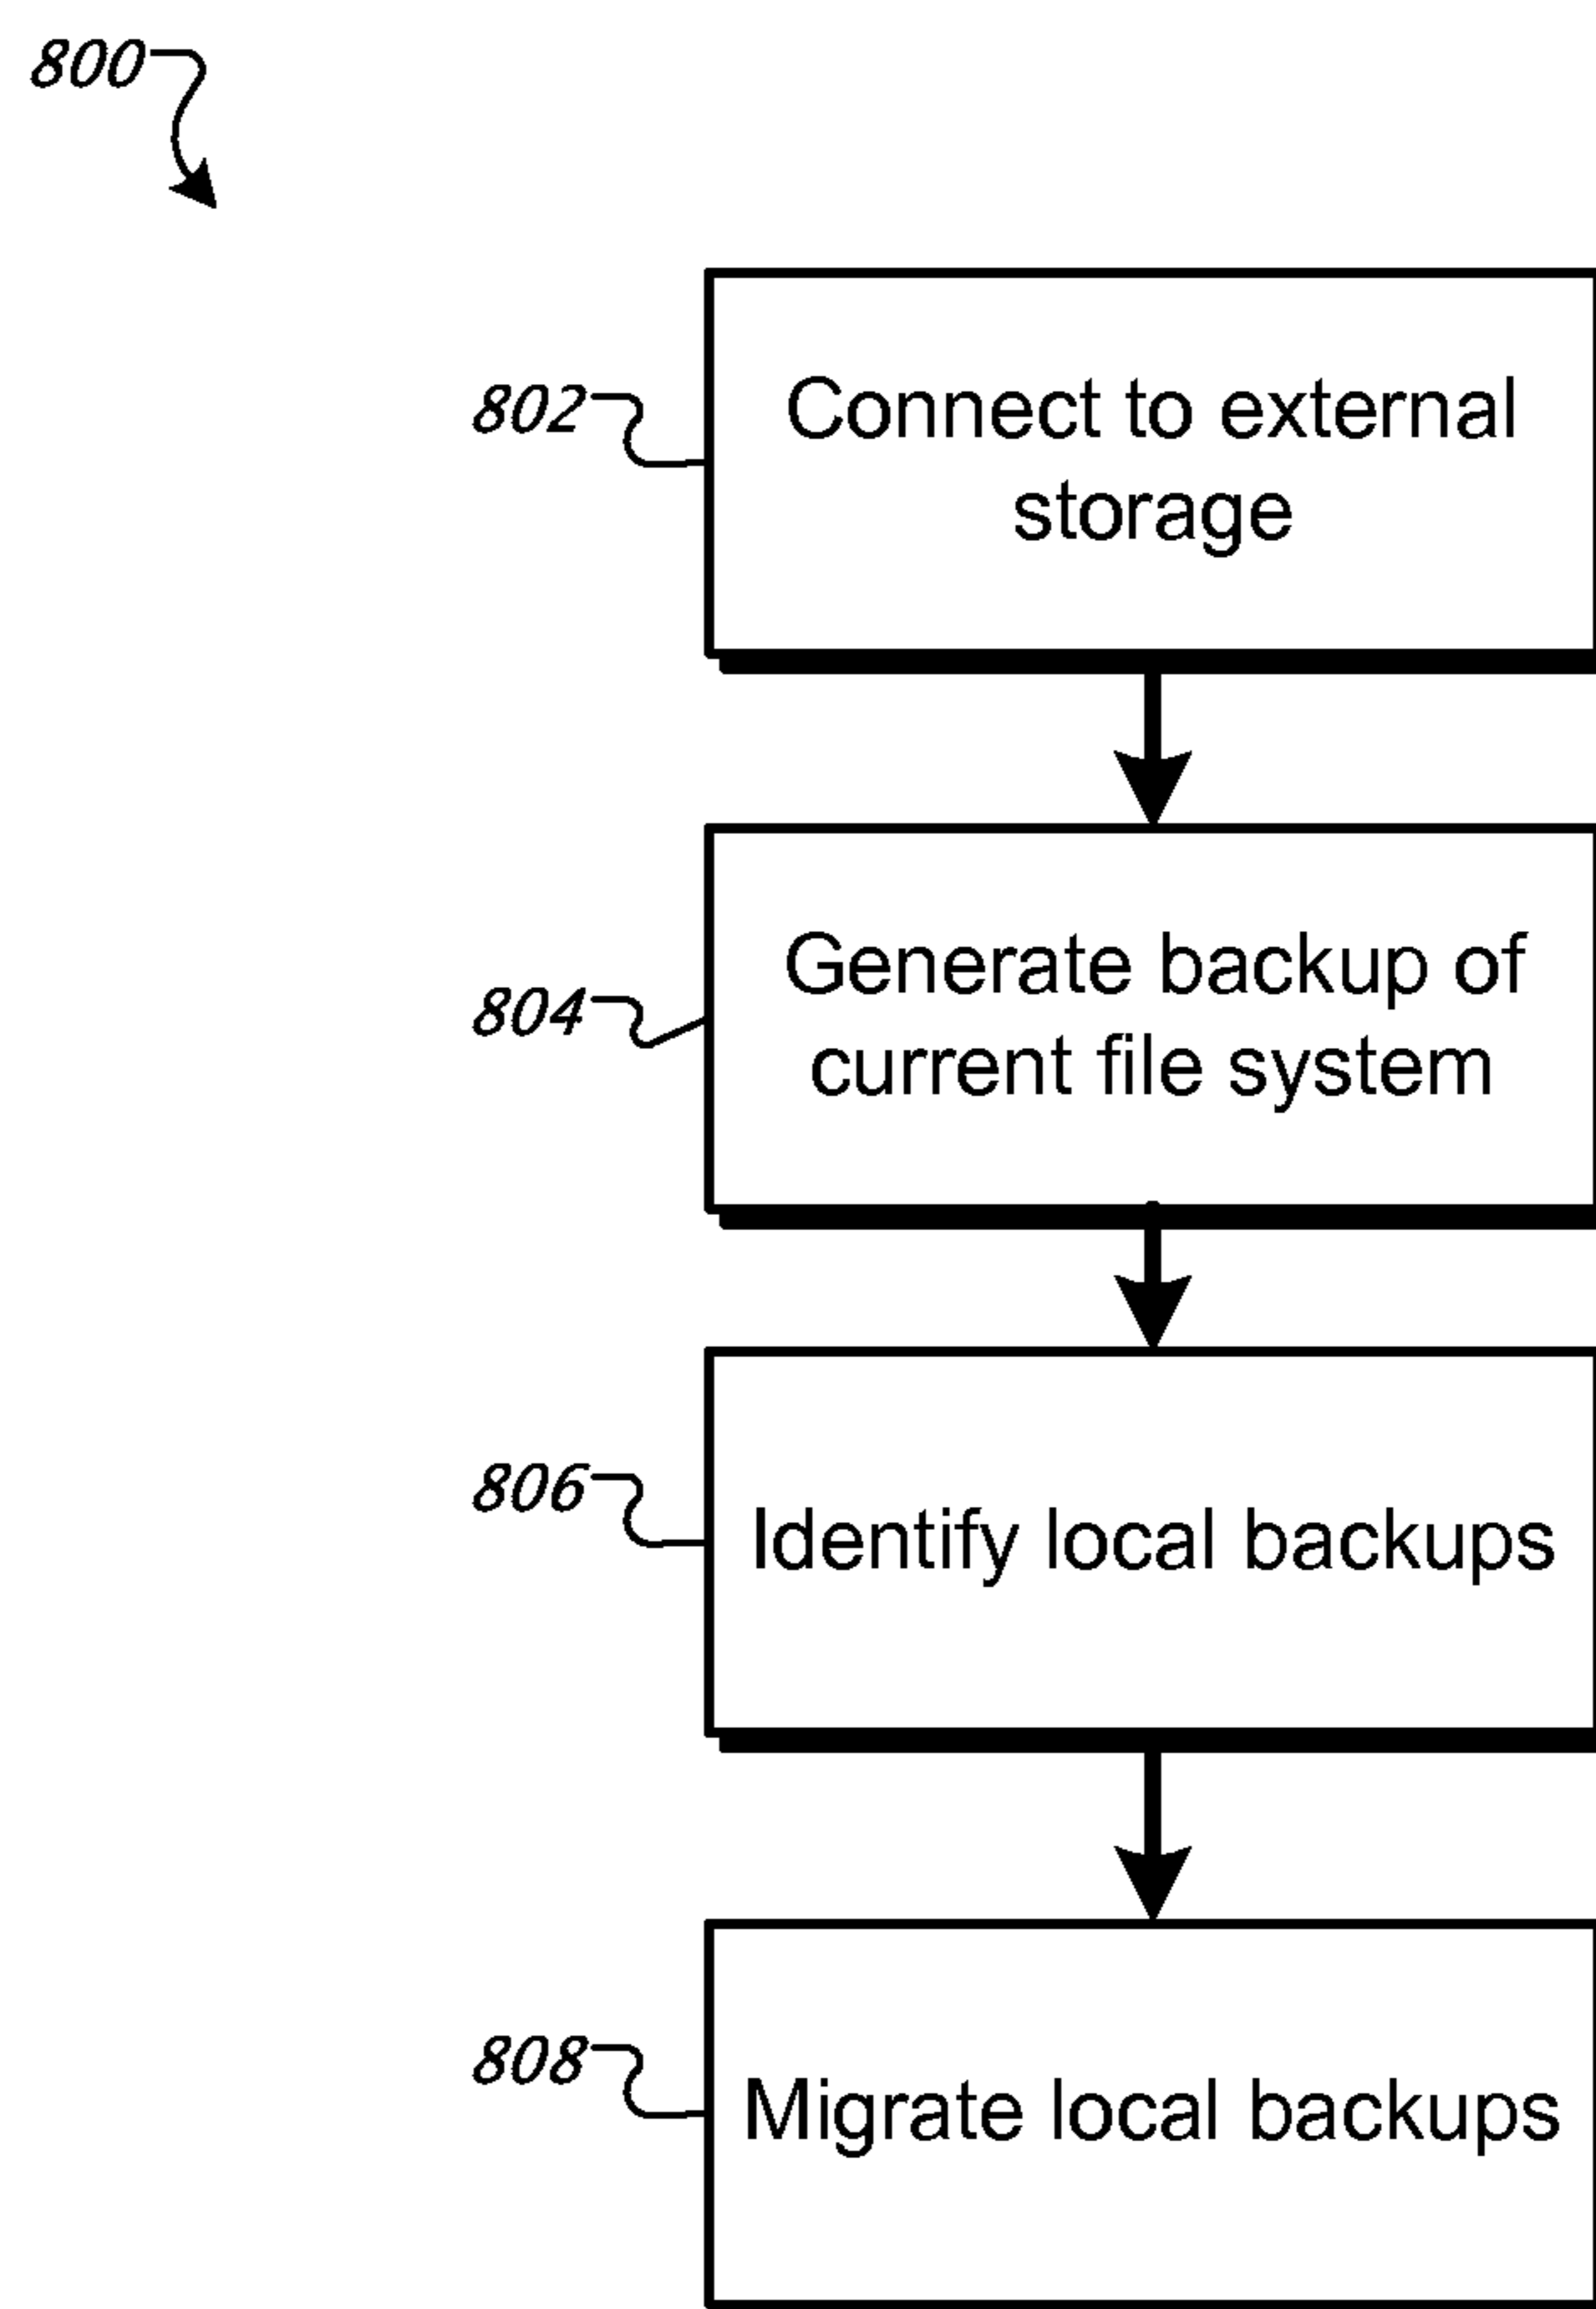 800
802
Connect to external
storage
804
Generate backup of
current file system
806
Identify local backups
808
Migrate local backups